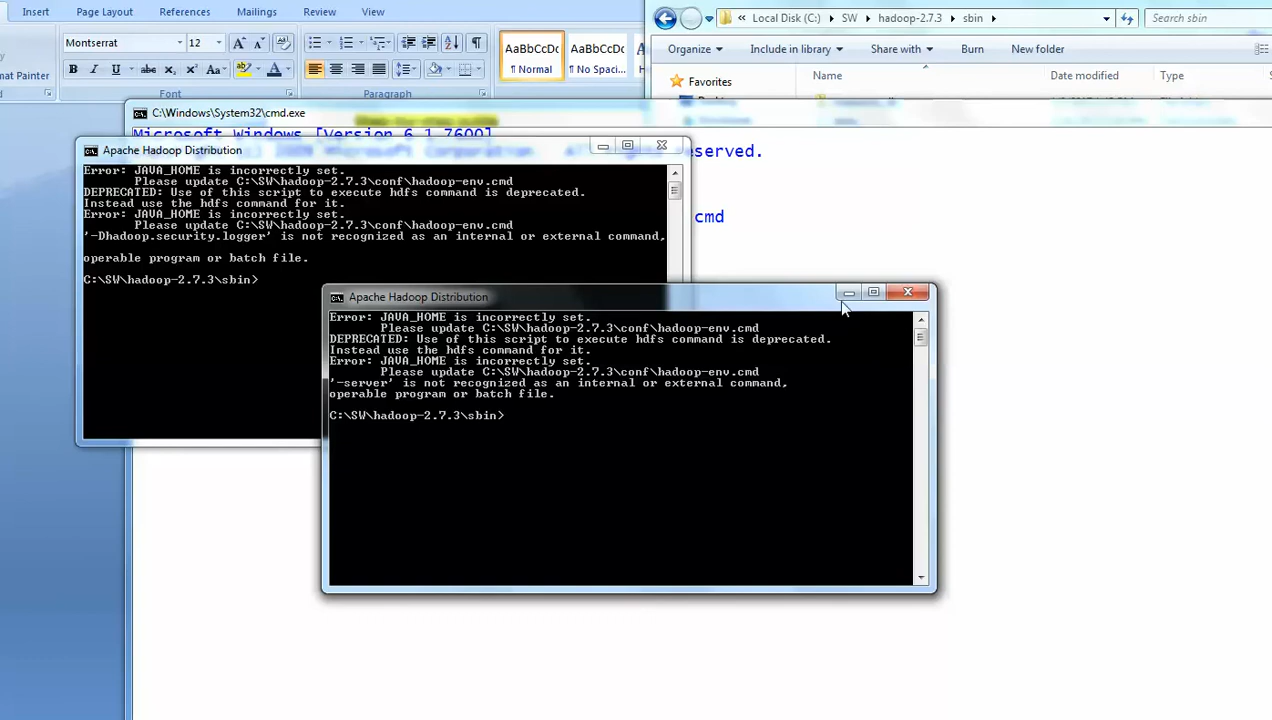 Insert Page Layout References Mailings Review View
Local Disk (C:) SW hadoop-2.7.3 sbin
Search sbin
Montserrat 12
AaBbCcDc AaBbCcDc
Organize Include in library Share with Burn New folder
mat Painter
B I U abc X₂ X² Aa
¶ Normal ¶ No Spaci...
Favorites
Name Date modified Type
Font Paragraph
C:\Windows\System32\cmd.exe
Microsoft Windows [Version 6.1.7600]
reserved.
cmd
Apache Hadoop Distribution
Error: JAVA_HOME is incorrectly set.
Please update C:\SW\hadoop-2.7.3\conf\hadoop-env.cmd
DEPRECATED: Use of this script to execute hdfs command is deprecated.
Instead use the hdfs command for it.
Error: JAVA_HOME is incorrectly set.
Please update C:\SW\hadoop-2.7.3\conf\hadoop-env.cmd
'-Dhadoop.security.logger' is not recognized as an internal or external command,
operable program or batch file.
C:\SW\hadoop-2.7.3\sbin>
Apache Hadoop Distribution
Error: JAVA_HOME is incorrectly set.
Please update C:\SW\hadoop-2.7.3\conf\hadoop-env.cmd
DEPRECATED: Use of this script to execute hdfs command is deprecated.
Instead use the hdfs command for it.
Error: JAVA_HOME is incorrectly set.
Please update C:\SW\hadoop-2.7.3\conf\hadoop-env.cmd
'-server' is not recognized as an internal or external command,
operable program or batch file.
C:\SW\hadoop-2.7.3\sbin>